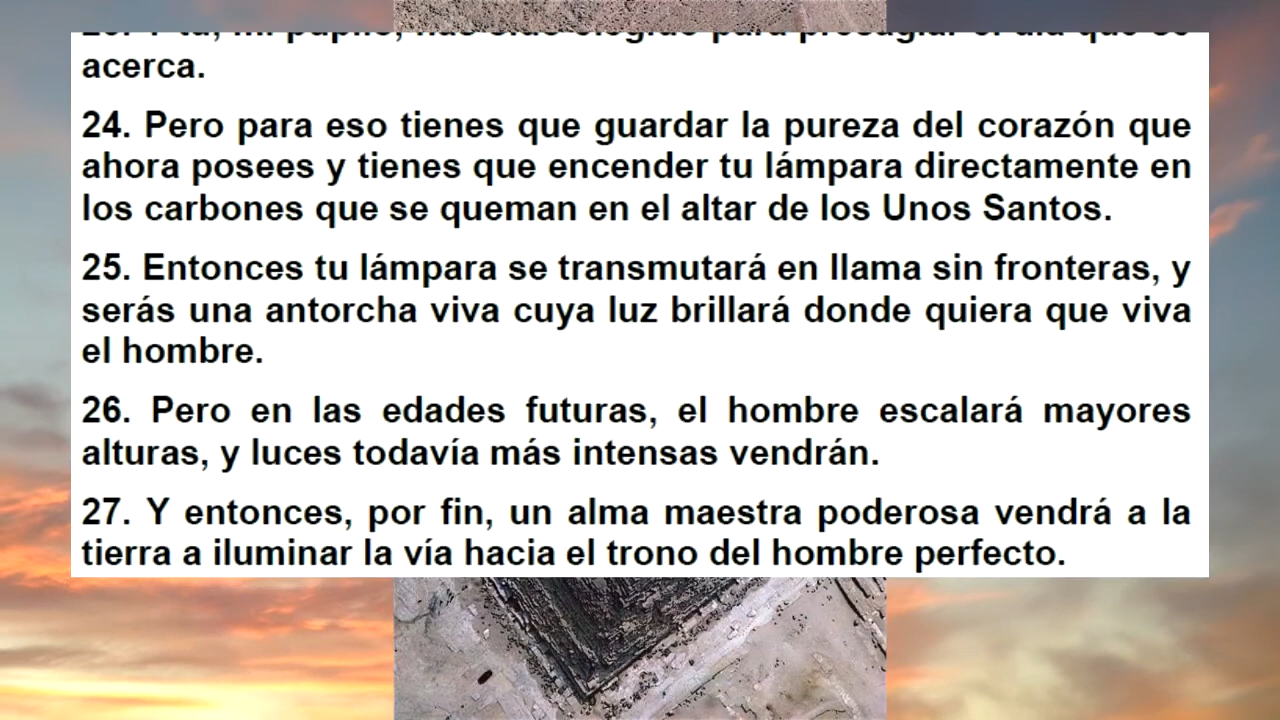 acerca.
24. Pero para eso tienes que guardar la pureza del corazón que
ahora posees y tienes que encender tu lámpara directamente en
los carbones que se queman en el altar de los Unos Santos.
25. Entonces tu lámpara se transmutará en llama sin fronteras, y
serás una antorcha viva cuya luz brillará donde quiera que viva
el hombre.
26. Pero en las edades futuras, el hombre escalará mayores
alturas, y luces todavía más intensas vendrán.
27. Y entonces, por fin, un alma maestra poderosa vendrá a la
tierra a iluminar la vía hacia el trono del hombre perfecto.